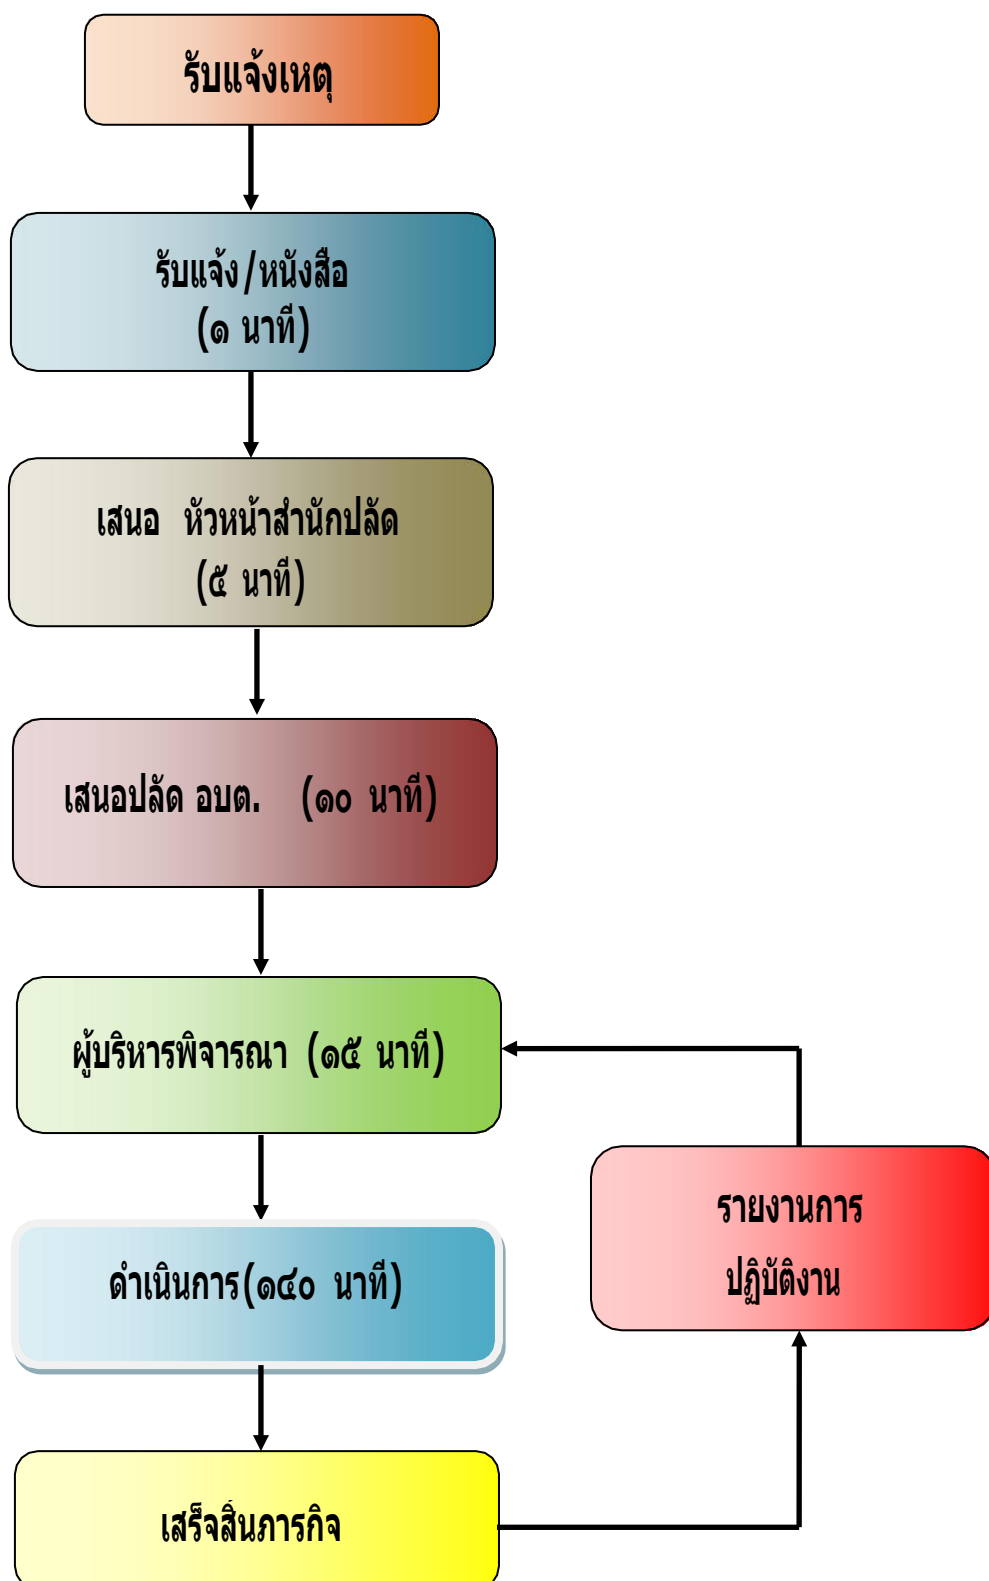 รับแจ้งเหตุ
รับแจ้ง/หนังสือ
(๑ นาที)
เสนอ หัวหน้าสำนักปลัด
(๕ นาที)
เสนอปลัด อบต. (๑๐ นาที)
ผู้บริหารพิจารณา (๑๕ นาที)
รายงานการ
ปฏิบัติงาน
ดำเนินการ(๑๔๐ นาที)
เสร็จสิ้นภารกิจ